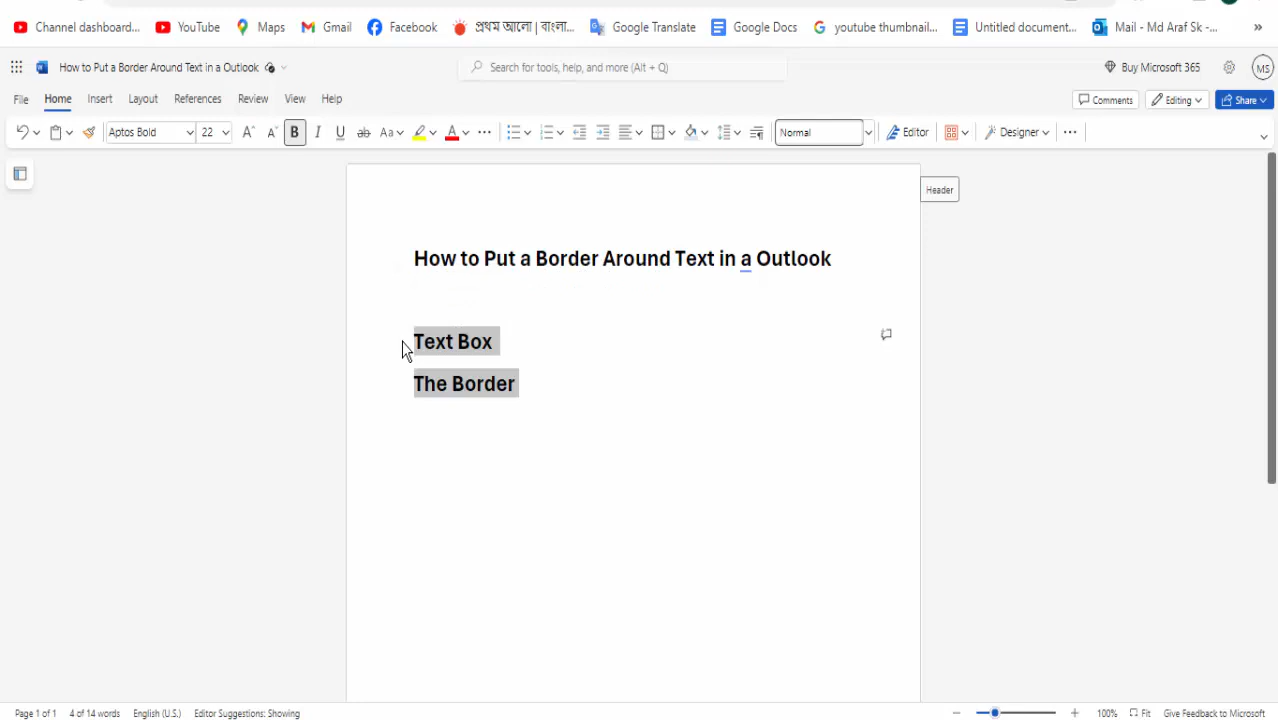 Channel dashboard... YouTube Maps Gmail Facebook প্রথম আলো | বাংলা... Google Translate Google Docs youtube thumbnail... Untitled document... Mail - Md Araf Sk -... »
How to Put a Border Around Text in a Outlook Search for tools, help, and more (Alt + Q) Buy Microsoft 365 MS
File Home Insert Layout References Review View Help Comments Editing Share
Aptos Bold 22 A A B I U ab Aa A Normal Editor Designer
Header
How to Put a Border Around Text in a Outlook
Text Box
The Border
Page 1 of 1 4 of 14 words English (U.S.) Editor Suggestions: Showing 100% Fit Give Feedback to Microsoft